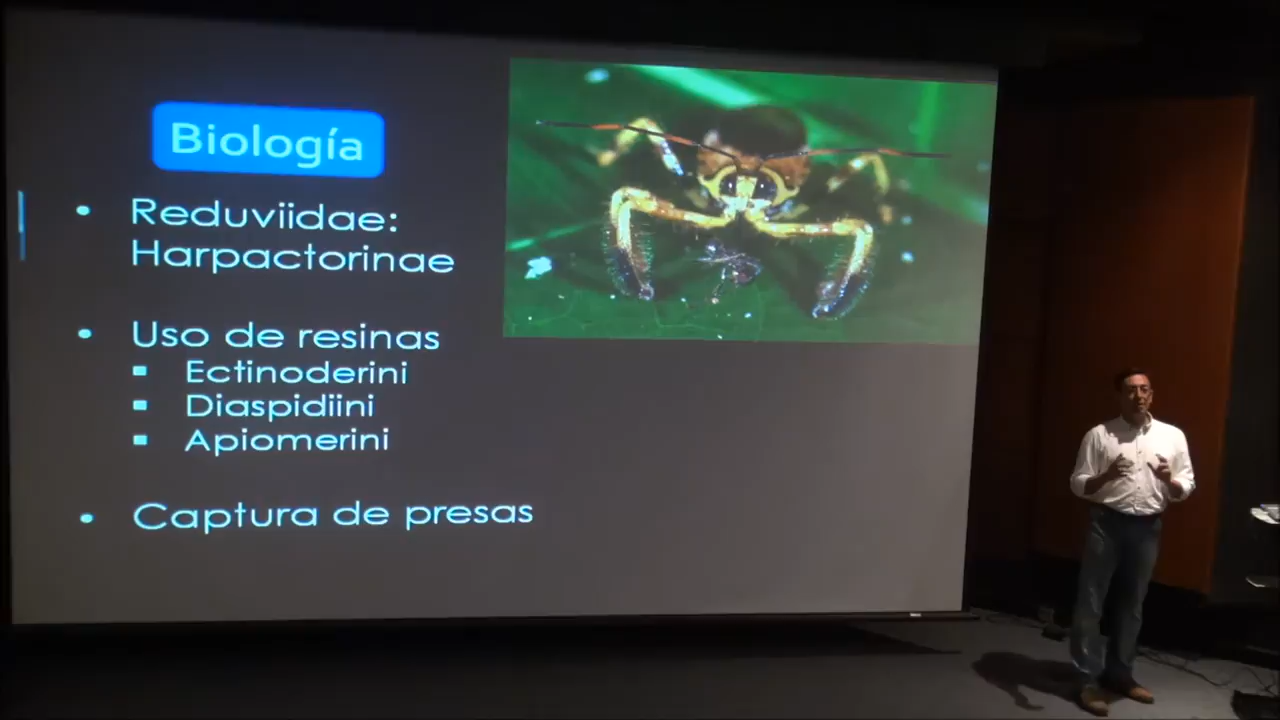 Biología
• Reduviidae:
Harpactorinae
• Uso de resinas
▪ Ectinoderini
▪ Diaspidiini
▪ Apiomerini
• Captura de presas